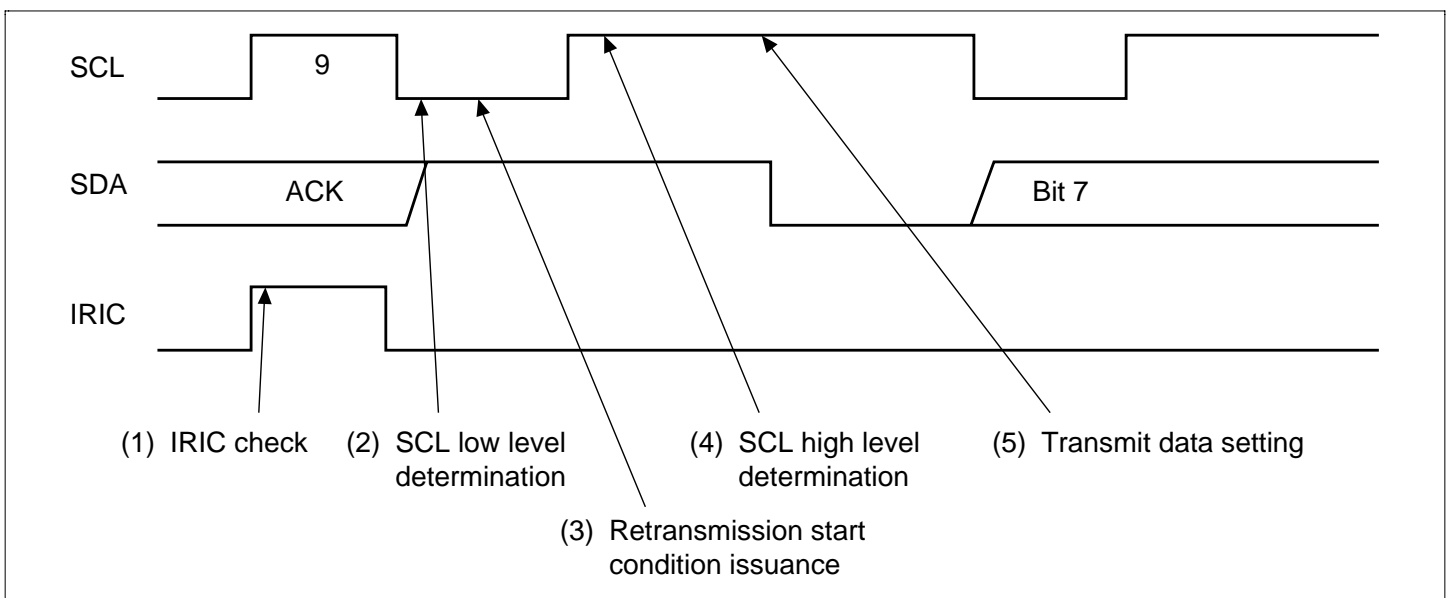 SCL
9
SDA
ACK
Bit 7
IRIC
(1) IRIC check
(2) SCL low level
determination
(4) SCL high level
determination
(5) Transmit data setting
(3) Retransmission start
condition issuance